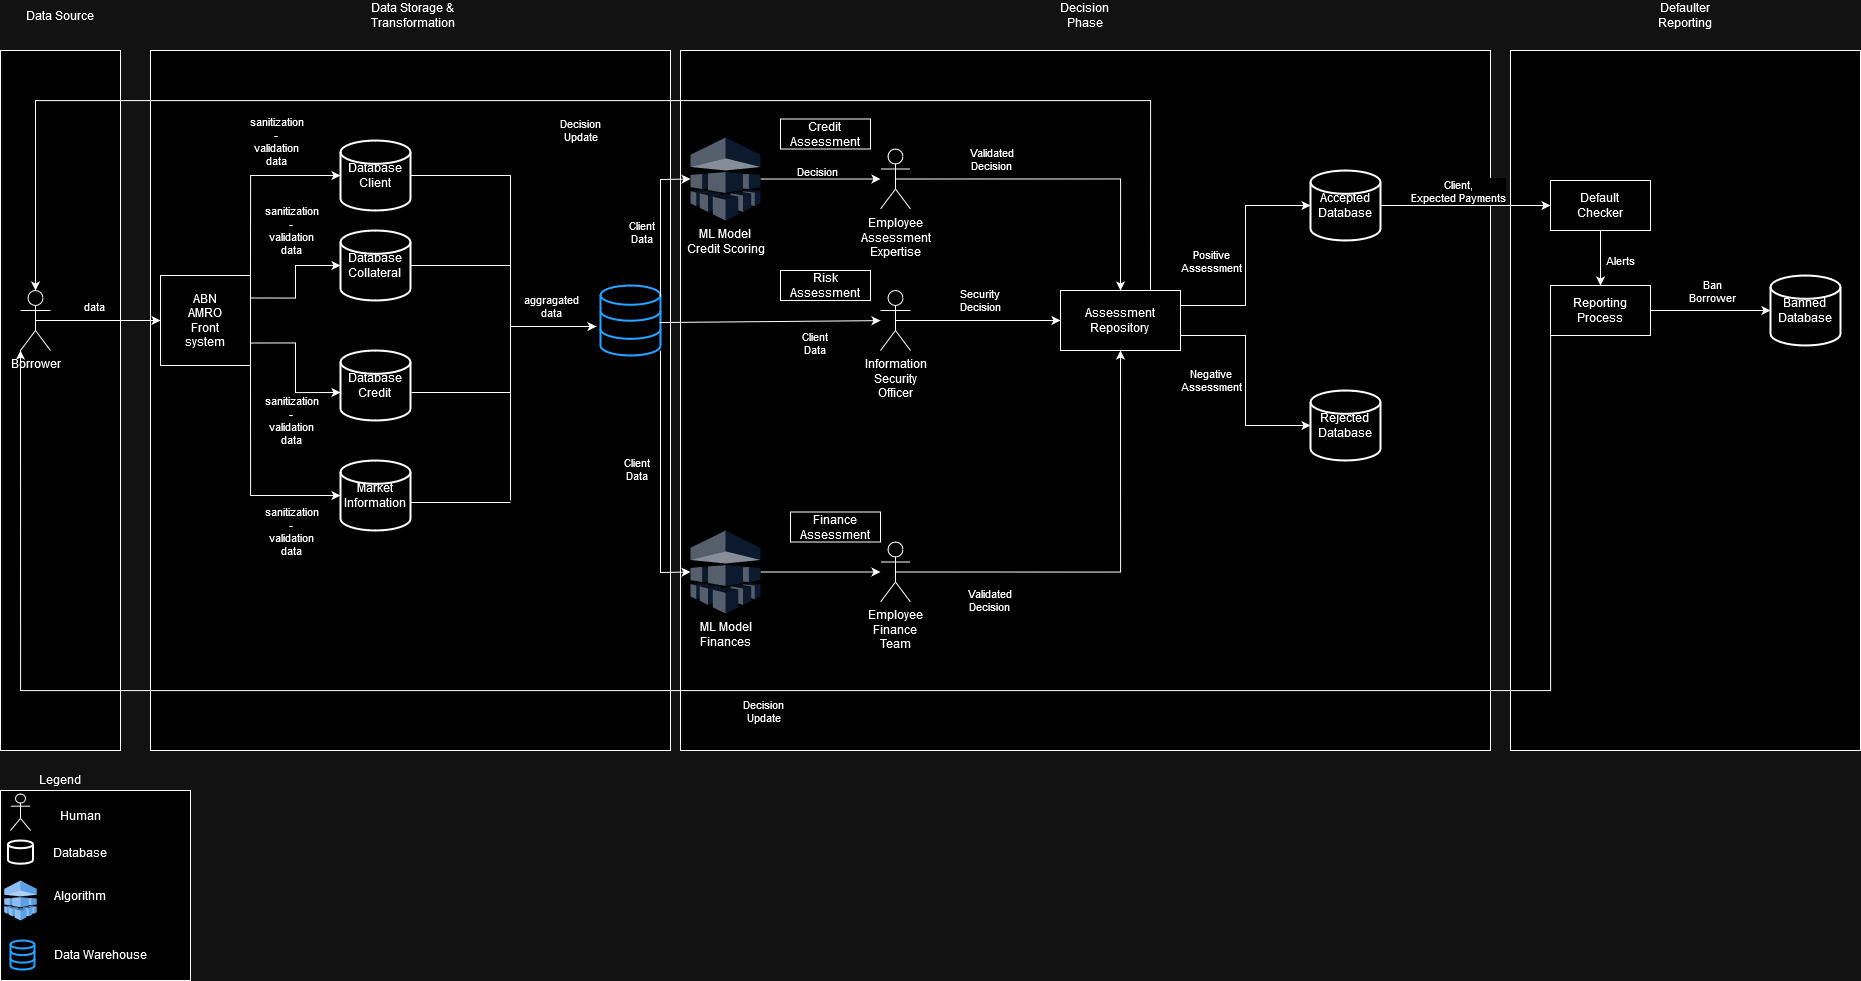 Data Source
Data Storage &
Transformation
Decision
Phase
Defaulter
Reporting
sanitization
-
validation
data
Database
Client
sanitization
-
validation
data
Database
Collateral
ABN
AMRO
Front
system
data
Borrower
Database
Credit
sanitization
-
validation
data
Market
Information
sanitization
-
validation
data
Decision
Update
aggragated
data
Client
Data
Client
Data
Credit
Assessment
ML Model
Credit Scoring
Decision
Employee
Assessment
Expertise
Validated
Decision
Risk
Assessment
Client
Data
Information
Security
Officer
Security
Decision
Assessment
Repository
Finance
Assessment
ML Model
Finances
Employee
Finance
Team
Validated
Decision
Positive
Assessment
Negative
Assessment
Accepted
Database
Rejected
Database
Client,
Expected Payments
Default
Checker
Alerts
Reporting
Process
Ban
Borrower
Banned
Database
Decision
Update
Legend
Human
Database
Algorithm
Data Warehouse